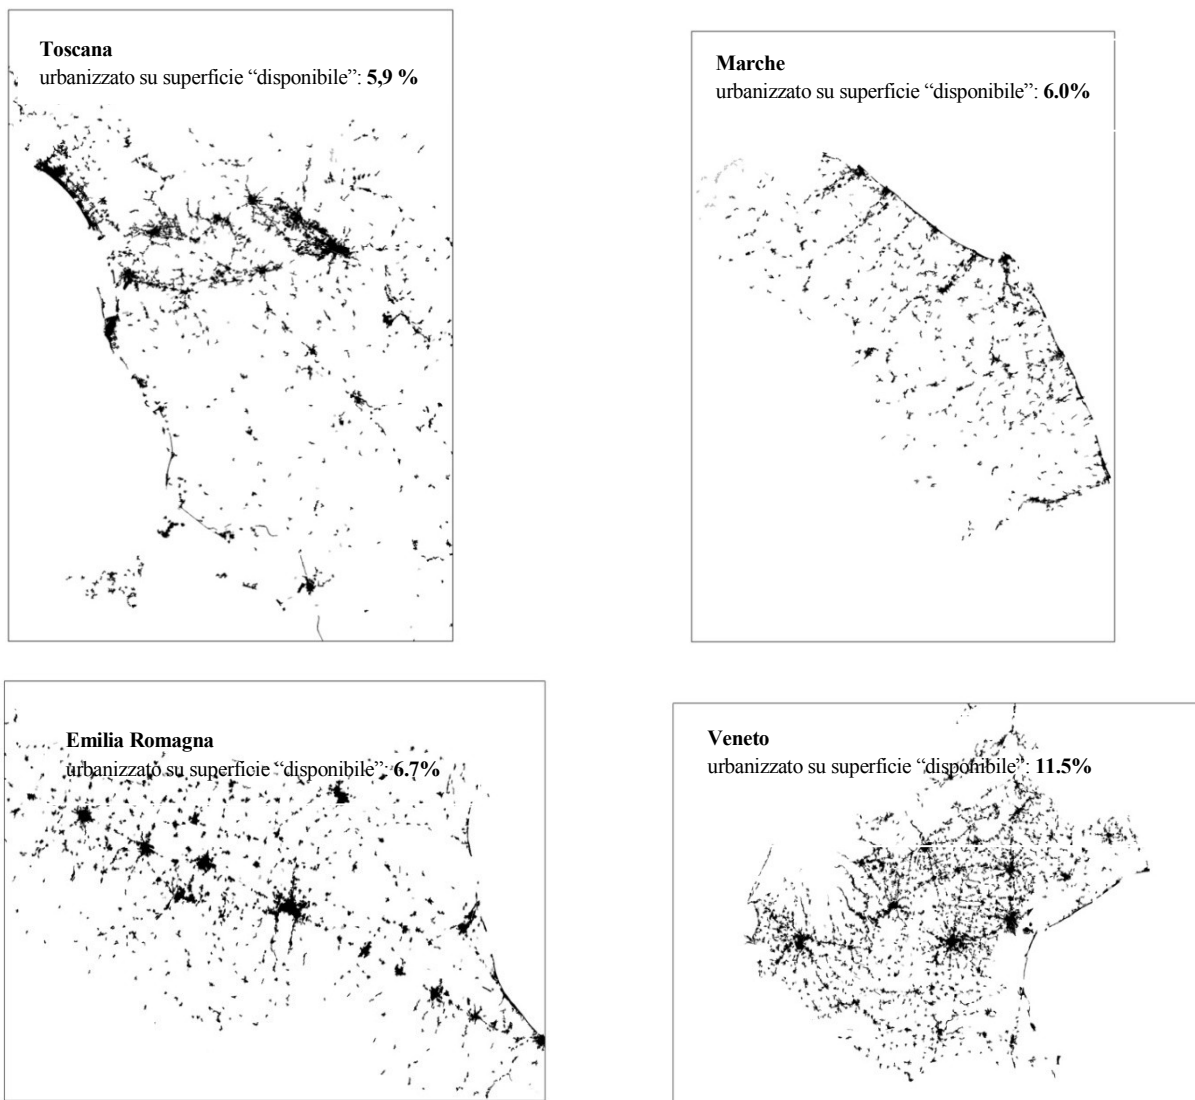 Toscana
urbanizzato su superficie “disponibile”: 5,9 %
Marche
urbanizzato su superficie “disponibile”: 6.0%
Emilia Romagna
urbanizzato su superficie “disponibile”: 6.7%
Veneto
urbanizzato su superficie “disponibile”: 11.5%